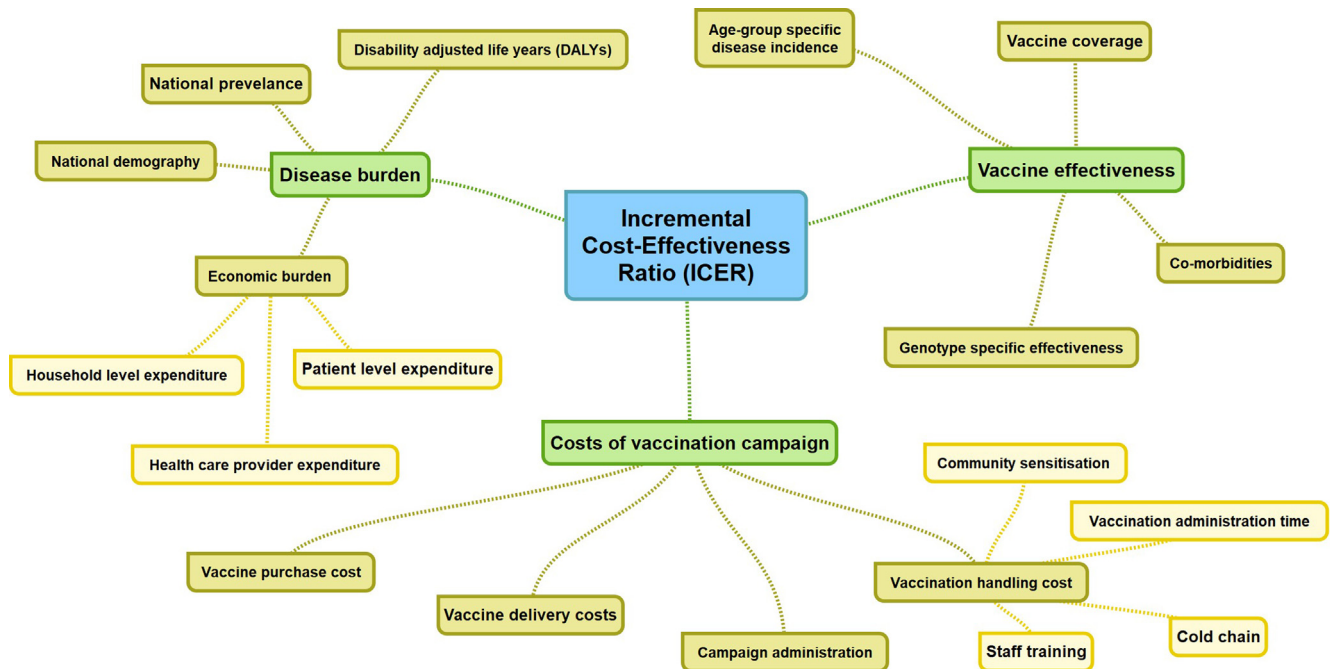 Age-group specific
disease incidence
Vaccine coverage
Disability adjusted life years (DALYs)
National prevelance
National demography
Disease burden
Vaccine effectiveness
Incremental
Cost-Effectiveness
Ratio (ICER)
Economic burden
Co-morbidities
Genotype specific effectiveness
Household level expenditure
Patient level expenditure
Health care provider expenditure
Costs of vaccination campaign
Community sensitisation
Vaccination administration time
Vaccine purchase cost
Vaccination handling cost
Vaccine delivery costs
Campaign administration
Staff training
Cold chain